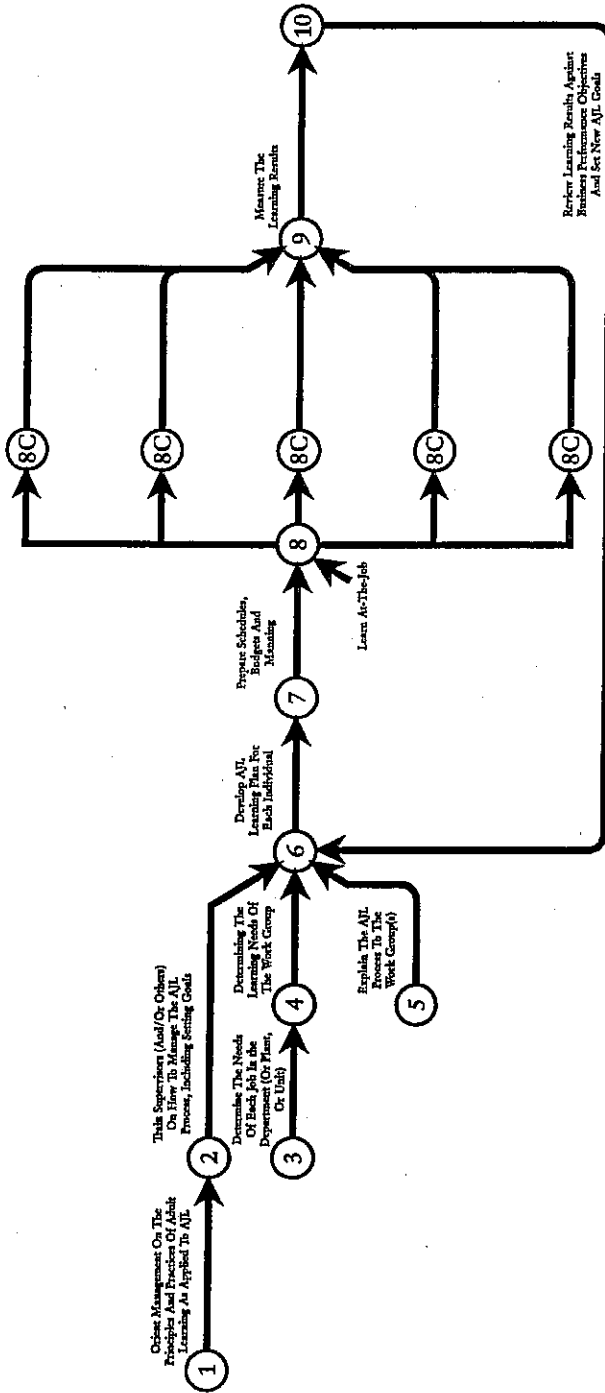 1
Orient Management On The
Principles And Practices Of Adult
Learning As Applied To AJL
2
Train Supervisors (And/Or Others)
On How To Manage The AJL
Process, Including Setting Goals
3
Determine The Needs
Of Each Job In the
Department (Or Plant,
Or Unit)
4
Determining The
Learning Needs Of
The Work Group
5
Explain The AJL
Process To The
Work Group(s)
6
Develop AJL
Learning Plan For
Each Individual
7
Prepare Schedules,
Budgets And
Manning
8
Learn At-The-Job
8C
8C
8C
8C
8C
9
Measure The
Learning Results
10
Review Learning Results Against
Business Performance Objectives
And Set New AJL Goals